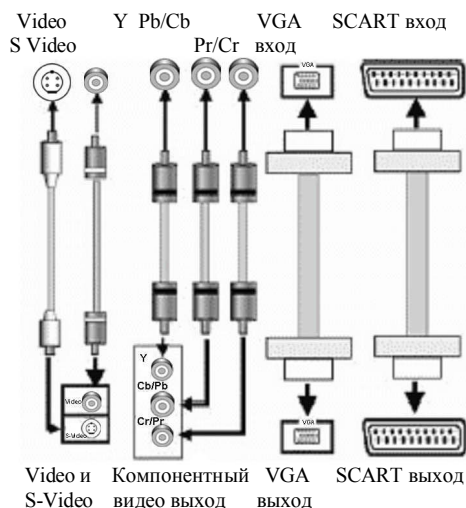 Video Y Pb/Cb VGA SCART вход
S Video Pr/Cr вход
VGA
Y
Cb/Pb
Video
Cr/Pr
S-Video
VGA
Video и Компонентный VGA SCART выход
S-Video видео выход выход